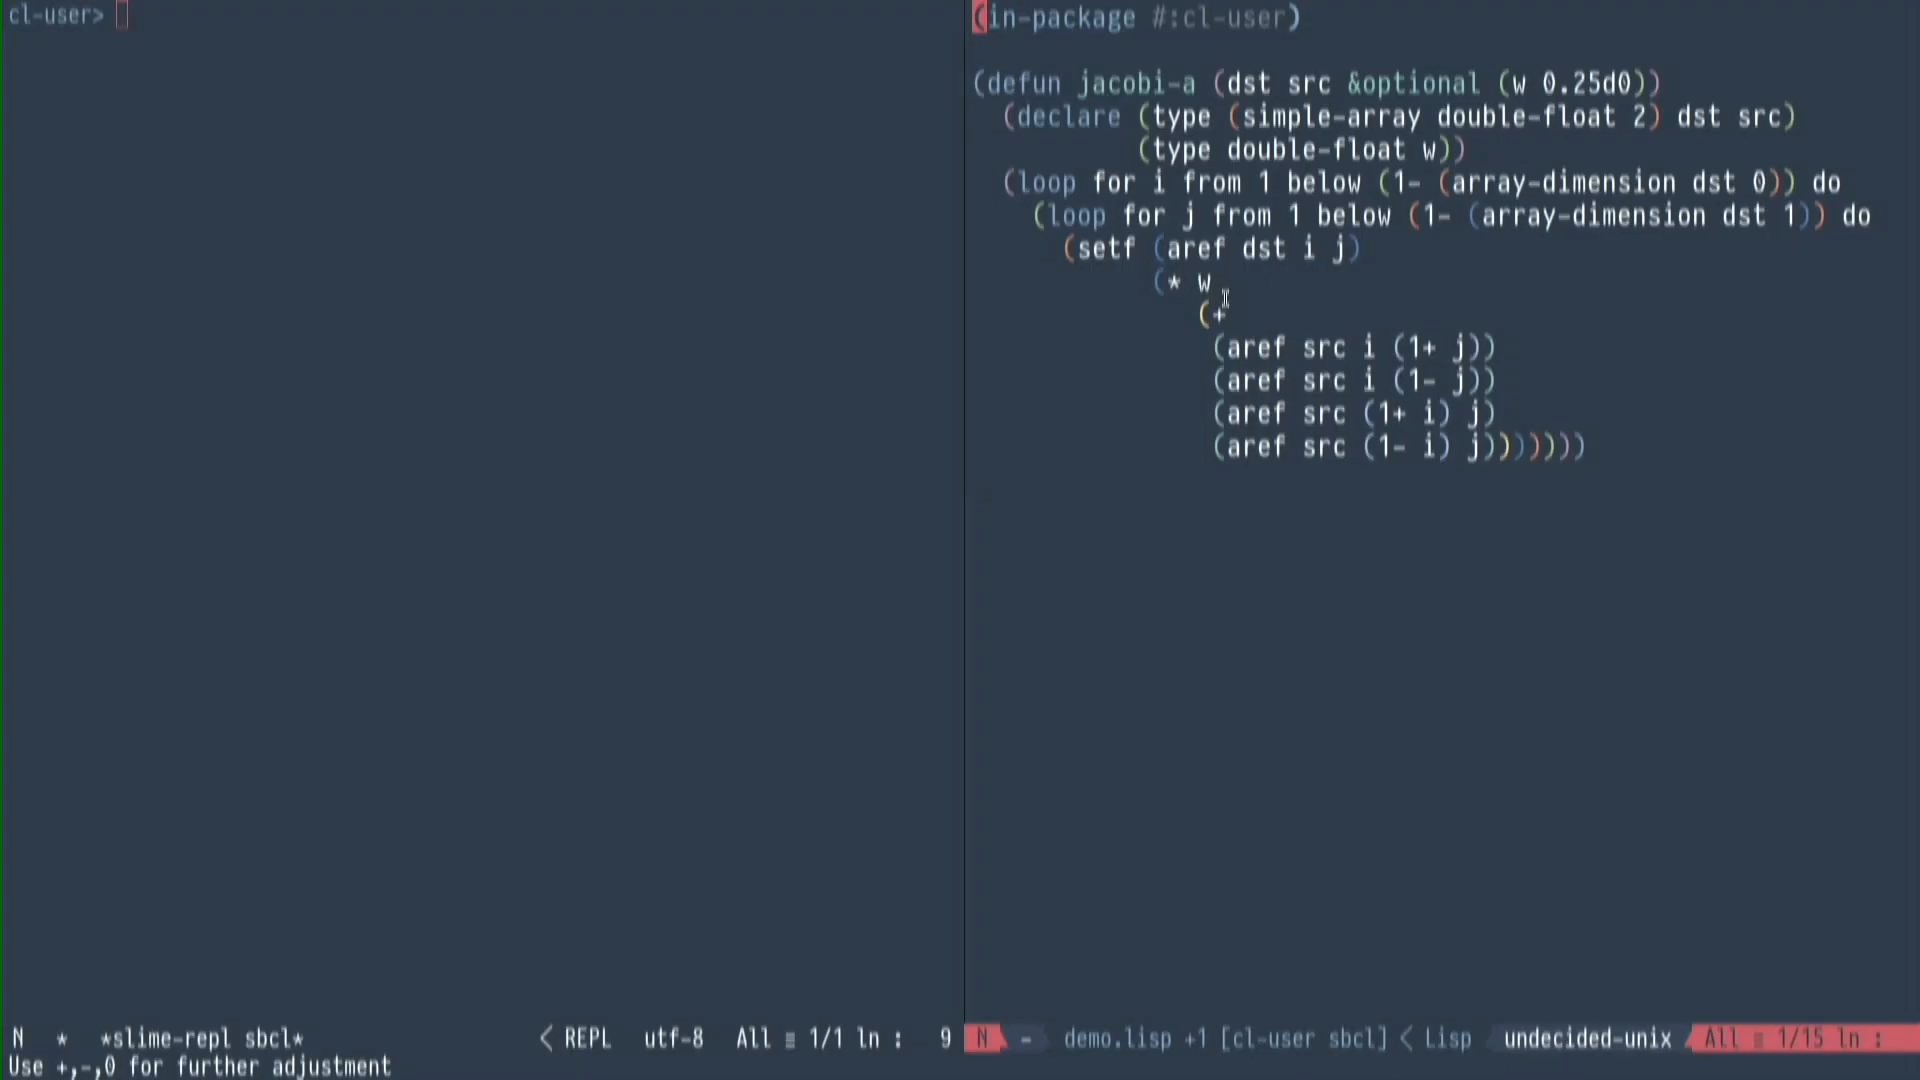 cl-user>
(in-package #:cl-user)
(defun jacobi-a (dst src &optional (w 0.25d0))
(declare (type (simple-array double-float 2) dst src)
(type double-float w))
(loop for i from 1 below (1- (array-dimension dst 0)) do
(loop for j from 1 below (1- (array-dimension dst 1)) do
(setf (aref dst i j)
(* w
(+
(aref src i (1+ j))
(aref src i (1- j))
(aref src (1+ i) j)
(aref src (1- i) j)))))))
N * *slime-repl sbcl* < REPL utf-8 All ≡ 1/1 ln : 9
N - demo.lisp +1 [cl-user sbcl] < Lisp undecided-unix All ≡ 1/15 ln :
Use +,-,0 for further adjustment